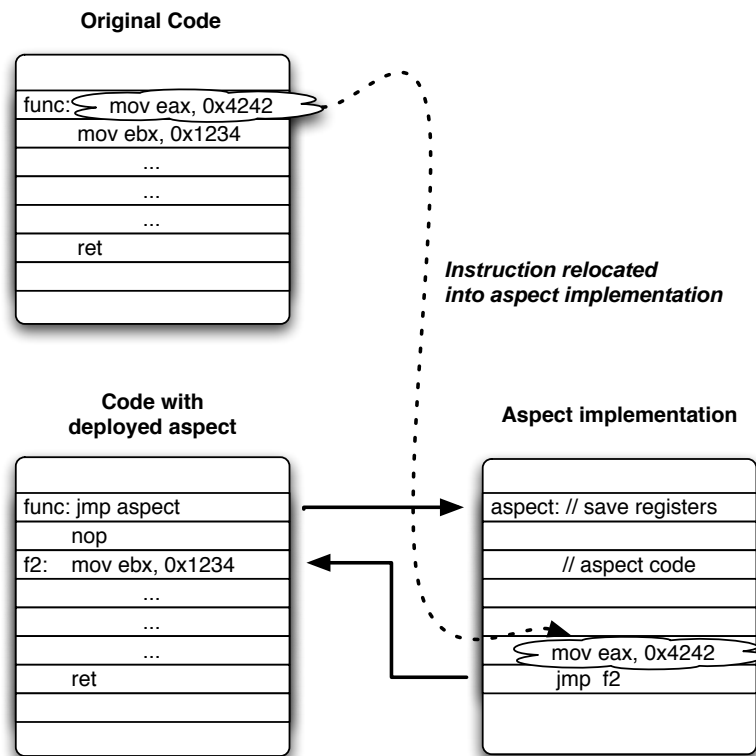 Original Code
func: mov eax, 0x4242
mov ebx, 0x1234
...
...
...
ret
Instruction relocated
into aspect implementation
Code with
deployed aspect
func: jmp aspect
nop
f2: mov ebx, 0x1234
...
...
...
ret
Aspect implementation
aspect: // save registers
// aspect code
mov eax, 0x4242
jmp f2